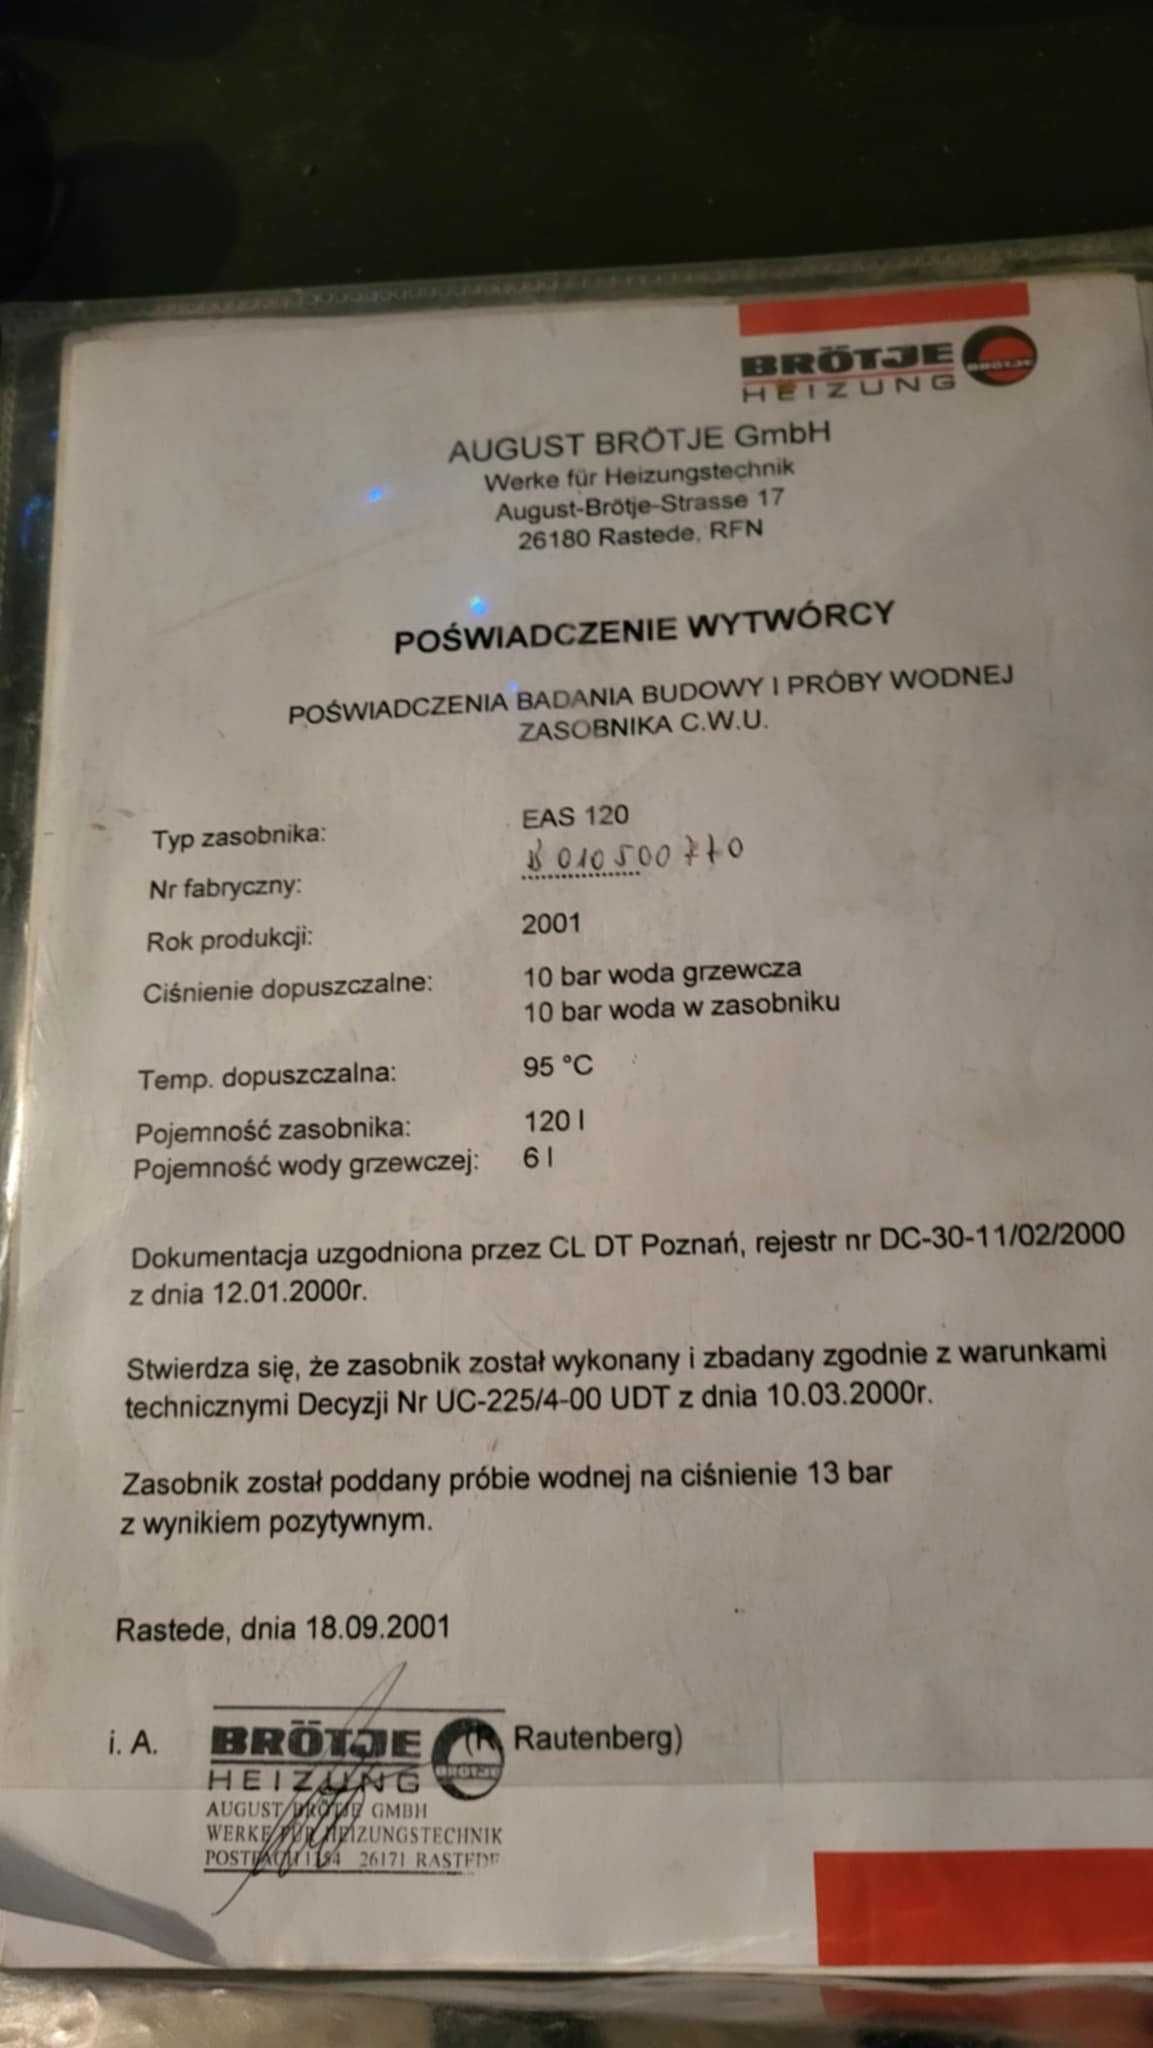 BRÖTJE
HEIZUNG
BRÖTJE
AUGUST BRÖTJE GmbH
Werke für Heizungstechnik
August-Brötje-Strasse 17
26180 Rastede, RFN
POŚWIADCZENIE WYTWÓRCY
POŚWIADCZENIA BADANIA BUDOWY I PRÓBY WODNEJ
ZASOBNIKA C.W.U.
Typ zasobnika: EAS 120
Nr fabryczny: 010500770
Rok produkcji: 2001
Ciśnienie dopuszczalne: 10 bar woda grzewcza
10 bar woda w zasobniku
Temp. dopuszczalna: 95 °C
Pojemność zasobnika: 120 l
Pojemność wody grzewczej: 6 l
Dokumentacja uzgodniona przez CL DT Poznań, rejestr nr DC-30-11/02/2000
z dnia 12.01.2000r.
Stwierdza się, że zasobnik został wykonany i zbadany zgodnie z warunkami
technicznymi Decyzji Nr UC-225/4-00 UDT z dnia 10.03.2000r.
Zasobnik został poddany próbie wodnej na ciśnienie 13 bar
z wynikiem pozytywnym.
Rastede, dnia 18.09.2001
i. A. (R. Rautenberg)
BRÖTJE
HEIZUNG
BRÖTJE
AUGUST BRÖTJE GMBH
WERKE FÜR HEIZUNGSTECHNIK
POSTFACH 26171 RASTEDE